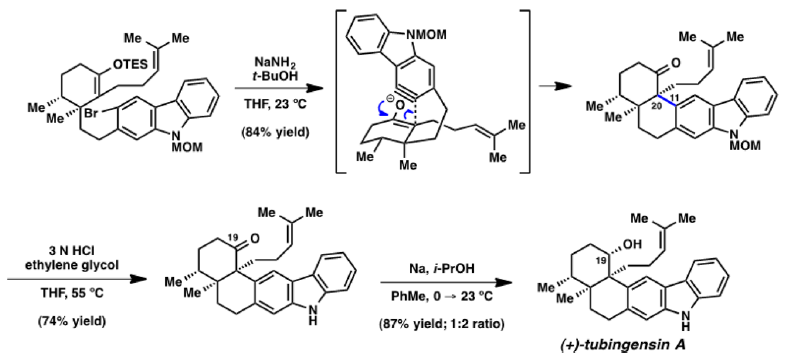 Me Me
OTES
Br
Me
Me
N
MOM
NaNH₂
t-BuOH
THF, 23 °C
(84% yield)
NMOM
⊖
O
Me
Me
Me
Me
Me Me
O
11
20
Me
Me
N
MOM
3 N HCl
ethylene glycol
THF, 55 °C
(74% yield)
Me Me
19
O
Me
Me
N
H
Na, i-PrOH
PhMe, 0 → 23 °C
(87% yield; 1:2 ratio)
Me Me
OH
19
Me
Me
N
H
(+)-tubingensin A